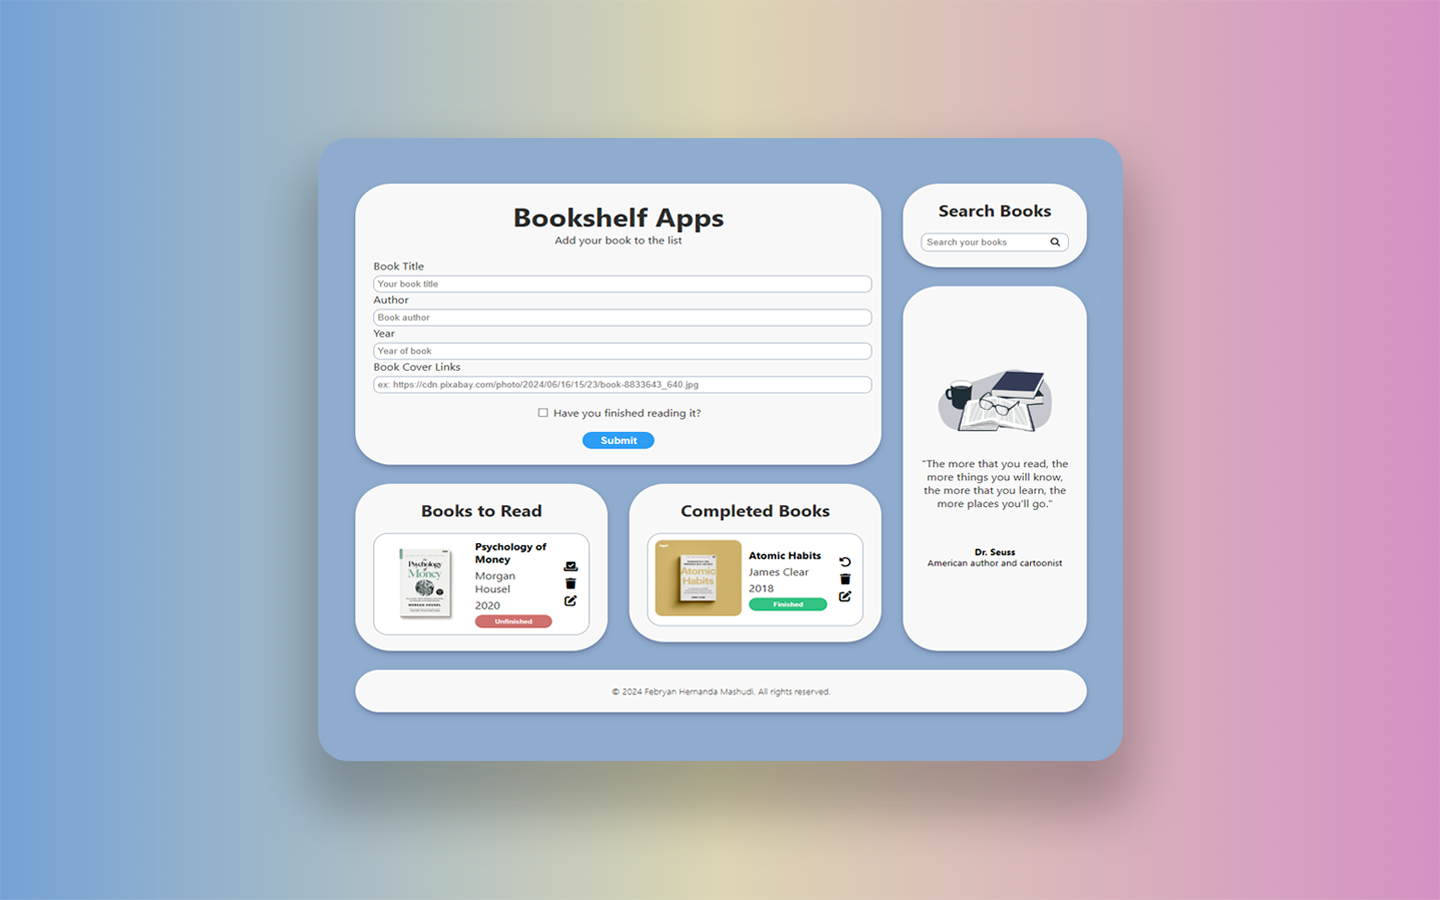 Bookshelf Apps
Add your book to the list
Book Title
Your book title
Author
Book author
Year
Year of book
Book Cover Links
ex: https://cdn.pixabay.com/photo/2024/06/16/15/23/book-8833643_640.jpg
Have you finished reading it?
Submit
Search Books
Search your books
"The more that you read, the
more things you will know,
the more that you learn, the
more places you'll go."
Dr. Seuss
American author and cartoonist
Books to Read
The
Psychology
of
Money
MORGAN HOUSEL
Psychology of
Money
Morgan
Housel
2020
Unfinished
Completed Books
Atomic
Habits
Atomic Habits
James Clear
2018
Finished
© 2024 Febryan Hernanda Mashudi. All rights reserved.